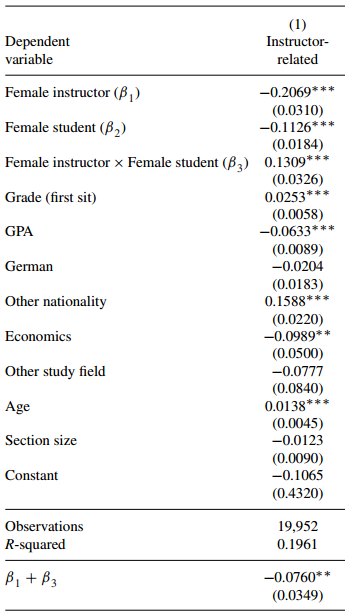 (1)
Dependent Instructor-
variable related
Female instructor (β₁) −0.2069***
(0.0310)
Female student (β₂) −0.1126***
(0.0184)
Female instructor × Female student (β₃) 0.1309***
(0.0326)
Grade (first sit) 0.0253***
(0.0058)
GPA −0.0633***
(0.0089)
German −0.0204
(0.0183)
Other nationality 0.1588***
(0.0220)
Economics −0.0989**
(0.0500)
Other study field −0.0777
(0.0840)
Age 0.0138***
(0.0045)
Section size −0.0123
(0.0090)
Constant −0.1065
(0.4320)
Observations 19,952
R-squared 0.1961
β₁ + β₃ −0.0760**
(0.0349)